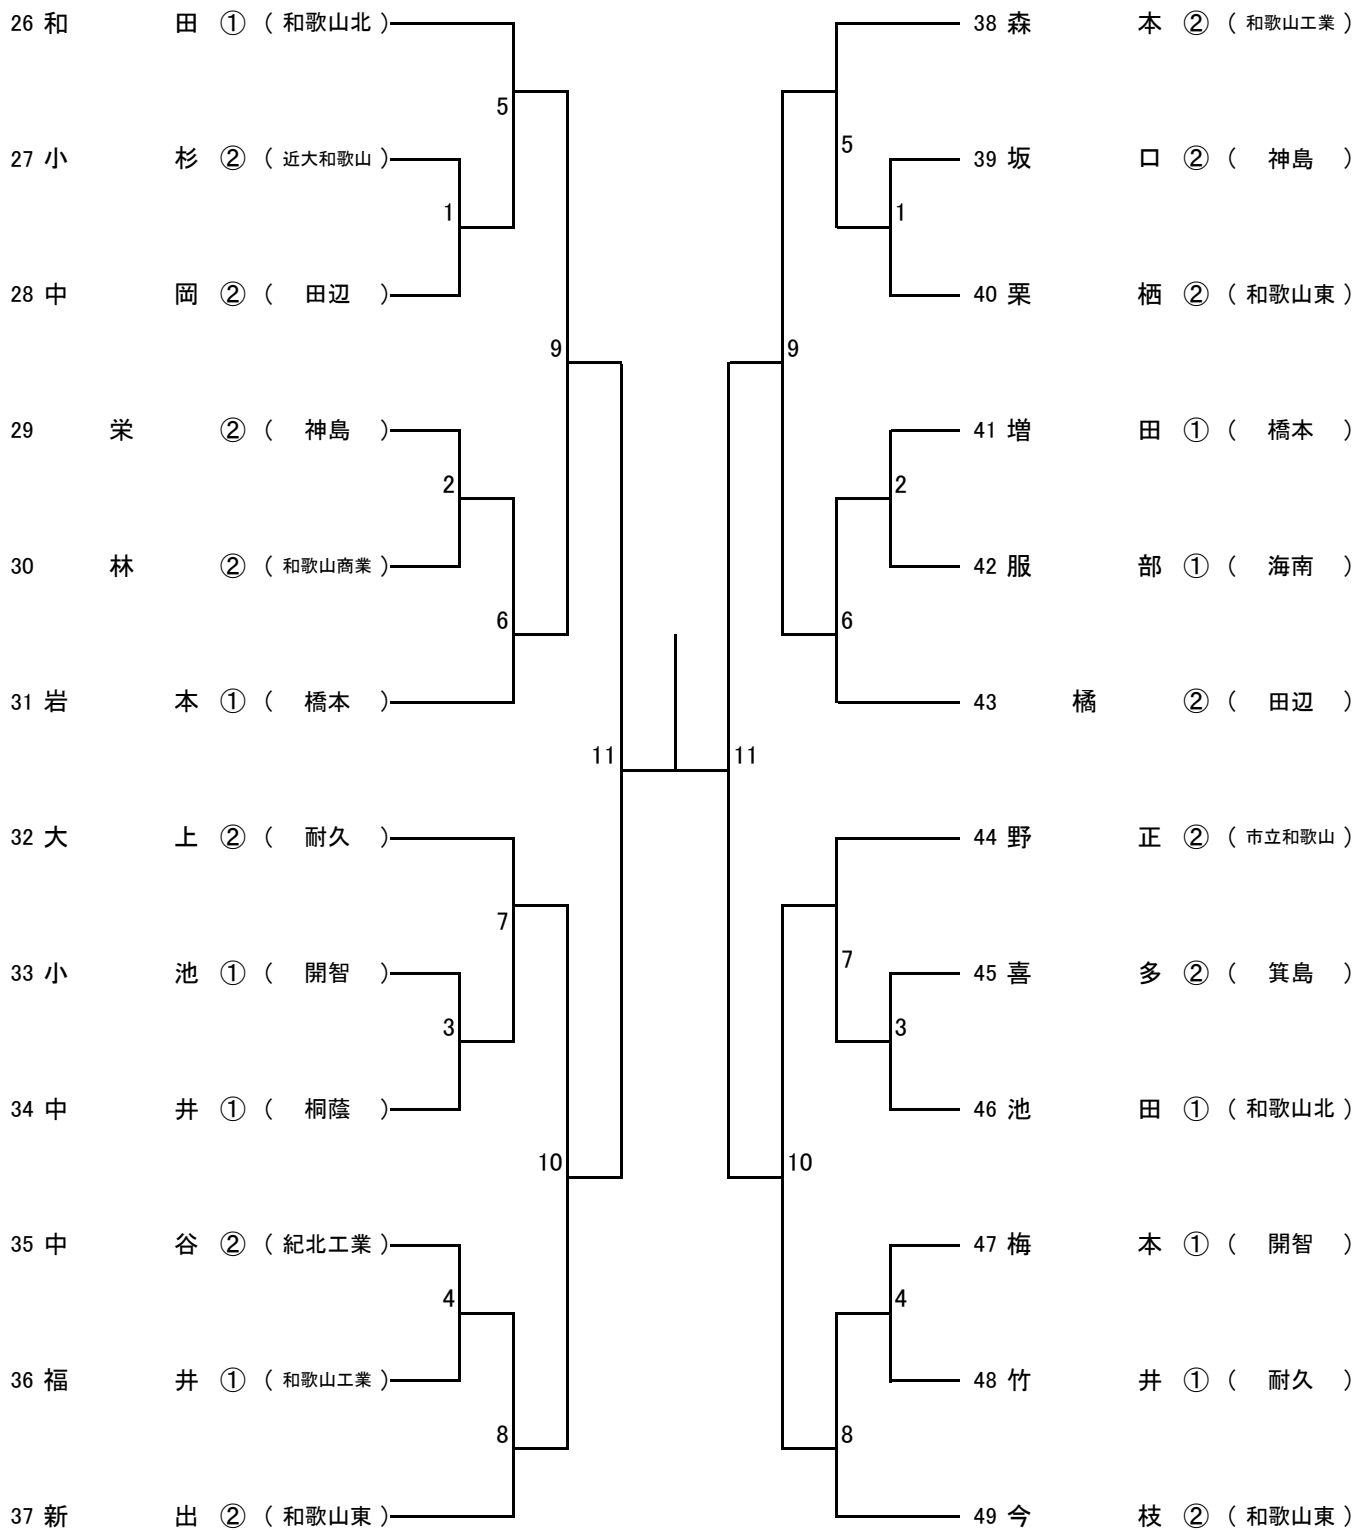 26 和 田 ① ( 和歌山北 )
5
27 小 杉 ② ( 近大和歌山 )
1
28 中 岡 ② ( 田辺 )
9
29 栄 ② ( 神島 )
2
30 林 ② ( 和歌山商業 )
6
31 岩 本 ① ( 橋本 )
11
32 大 上 ② ( 耐久 )
7
33 小 池 ① ( 開智 )
3
34 中 井 ① ( 桐蔭 )
10
35 中 谷 ② ( 紀北工業 )
4
36 福 井 ① ( 和歌山工業 )
8
37 新 出 ② ( 和歌山東 )
38 森 本 ② ( 和歌山工業 )
5
39 坂 口 ② ( 神島 )
1
40 栗 栖 ② ( 和歌山東 )
9
41 増 田 ① ( 橋本 )
2
42 服 部 ① ( 海南 )
6
43 橘 ② ( 田辺 )
11
44 野 正 ② ( 市立和歌山 )
7
45 喜 多 ② ( 箕島 )
3
46 池 田 ① ( 和歌山北 )
10
47 梅 本 ① ( 開智 )
4
48 竹 井 ① ( 耐久 )
8
49 今 枝 ② ( 和歌山東 )